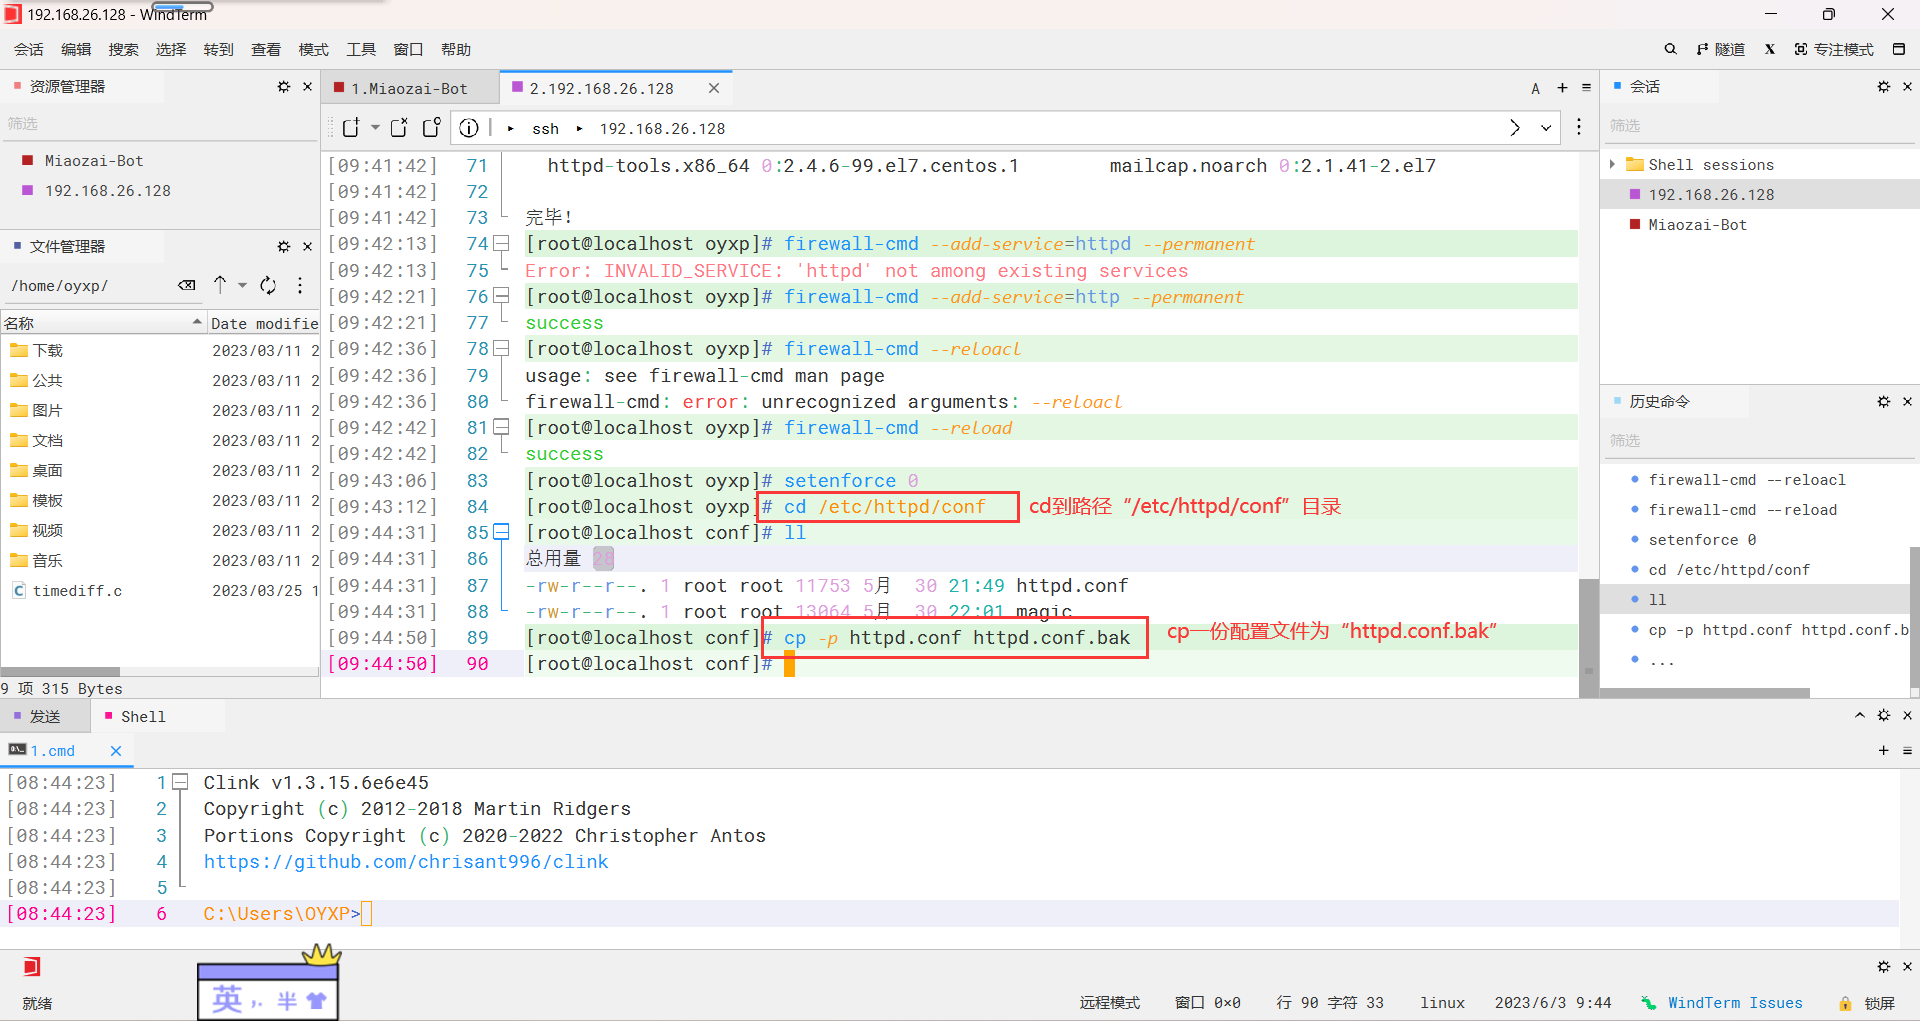 192.168.26.128 - WindTerm
会话 编辑 搜索 选择 转到 查看 模式 工具 窗口 帮助 隧道 X 专注模式
资源管理器
筛选
Miaozai-Bot
192.168.26.128
文件管理器
/home/oyxp/
名称 Date modifie
下载 2023/03/11 2
公共 2023/03/11 2
图片 2023/03/11 2
文档 2023/03/11 2
桌面 2023/03/11 2
模板 2023/03/11 2
视频 2023/03/11 2
音乐 2023/03/11 2
timediff.c 2023/03/25 1
9 项 315 Bytes
1.Miaozai-Bot 2.192.168.26.128 A
ssh 192.168.26.128
[09:41:42] 71 httpd-tools.x86_64 0:2.4.6-99.el7.centos.1 mailcap.noarch 0:2.1.41-2.el7
[09:41:42] 72
[09:41:42] 73 完毕!
[09:42:13] 74 [root@localhost oyxp]# firewall-cmd --add-service=httpd --permanent
[09:42:13] 75 Error: INVALID_SERVICE: 'httpd' not among existing services
[09:42:21] 76 [root@localhost oyxp]# firewall-cmd --add-service=http --permanent
[09:42:21] 77 success
[09:42:36] 78 [root@localhost oyxp]# firewall-cmd --reloacl
[09:42:36] 79 usage: see firewall-cmd man page
[09:42:36] 80 firewall-cmd: error: unrecognized arguments: --reloacl
[09:42:42] 81 [root@localhost oyxp]# firewall-cmd --reload
[09:42:42] 82 success
[09:43:06] 83 [root@localhost oyxp]# setenforce 0
[09:43:12] 84 [root@localhost oyxp]# cd /etc/httpd/conf cd到路径“/etc/httpd/conf”目录
[09:44:31] 85 [root@localhost conf]# ll
[09:44:31] 86 总用量 28
[09:44:31] 87 -rw-r--r--. 1 root root 11753 5月 30 21:49 httpd.conf
[09:44:31] 88 -rw-r--r--. 1 root root 13064 5月 30 22:01 magic
[09:44:50] 89 [root@localhost conf]# cp -p httpd.conf httpd.conf.bak cp一份配置文件为“httpd.conf.bak”
[09:44:50] 90 [root@localhost conf]#
会话
筛选
Shell sessions
192.168.26.128
Miaozai-Bot
历史命令
筛选
firewall-cmd --reloacl
firewall-cmd --reload
setenforce 0
cd /etc/httpd/conf
ll
cp -p httpd.conf httpd.conf.b
...
发送 Shell
1.cmd
[08:44:23] 1 Clink v1.3.15.6e6e45
[08:44:23] 2 Copyright (c) 2012-2018 Martin Ridgers
[08:44:23] 3 Portions Copyright (c) 2020-2022 Christopher Antos
[08:44:23] 4 https://github.com/chrisant996/clink
[08:44:23] 5
[08:44:23] 6 C:\Users\OYXP>
英 ,. 半
就绪 远程模式 窗口 0×0 行 90 字符 33 linux 2023/6/3 9:44 WindTerm Issues 锁屏